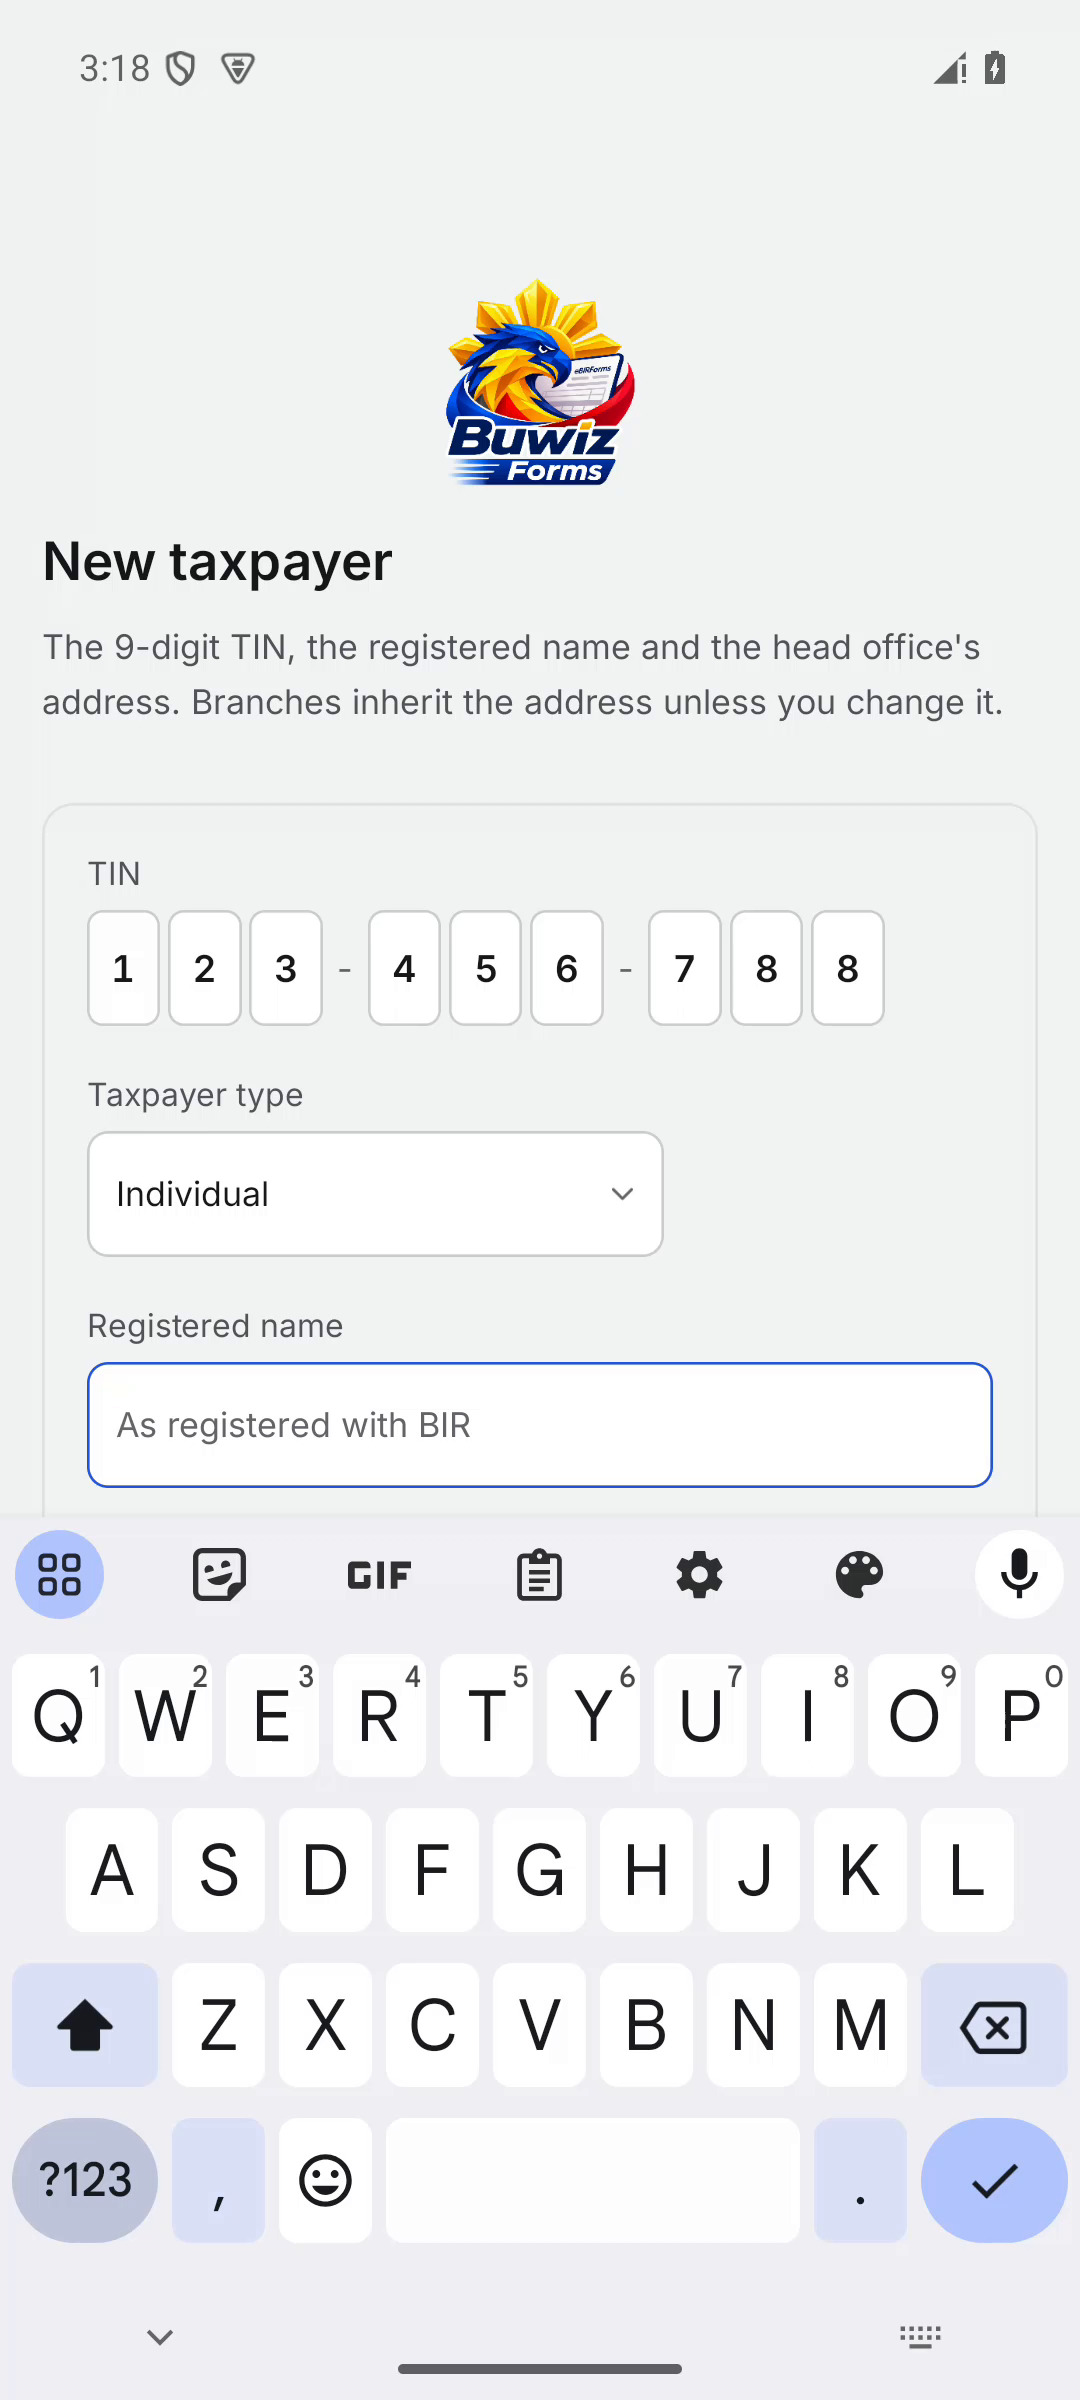 3:18
eBIRForms
Buwiz
Forms
New taxpayer
The 9-digit TIN, the registered name and the head office's
address. Branches inherit the address unless you change it.
TIN
1 2 3 - 4 5 6 - 7 8 8
Taxpayer type
Individual
Registered name
As registered with BIR
GIF
Q1 W2 E3 R4 T5 Y6 U7 I8 O9 P0
A S D F G H J K L
Z X C V B N M
?123 , .